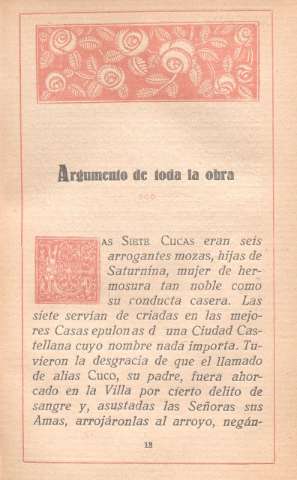 Argumento de toda la obra
LAS SIETE CUCAS eran seis
arrogantes mozas, hijas de
Saturnina, mujer de her-
mosura tan noble como
su conducta casera. Las
siete servían de criadas en las mejo-
res Casas epulonas d una Ciudad Cas-
tellana cuyo nombre nada importa. Tu-
vieron la desgracia de que el llamado
de alias Cuco, su padre, fuera ahor-
cado en la Villa por cierto delito de
sangre y, asustadas las Señoras sus
Amas, arrojáronlas al arroyo, negán-
13